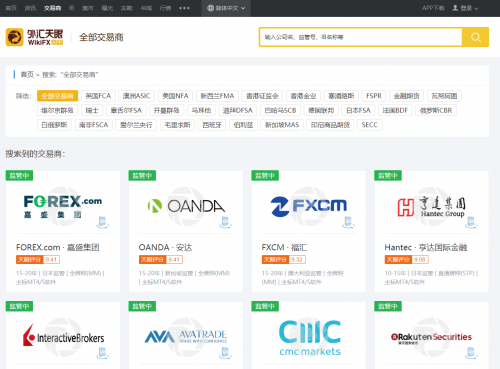 首页 资讯 交易商 集市 曝光 实勘 书城 行情 •••
简体中文
APP下载 登录
外汇天眼
WikiFX APP
全部交易商
输入公司名、监管号、IB名称等
首页 > 搜索: "全部交易商"
筛选: 全部交易商 英国FCA 澳洲ASIC 美国NFA 新西兰FMA 香港证监会 香港金业 塞浦路斯 FSPR 金融期货 瓦努阿图
维尔京群岛 瑞士 塞舌尔FSA 开曼群岛 马耳他 迪拜DFSA 巴哈马SCB 德国联邦 日本FSA 法国BDF 俄罗斯CBR
白俄罗斯 南非FSCA 爱尔兰央行 毛里求斯 西班牙 伯利兹 新加坡MAS 印尼商品期货 SECC
搜索到的交易商:
监管中 监管中 监管中 监管中
FOREX.com
嘉盛集团
OANDA
FXCM
亨達集团
Hantec Group
FOREX.com · 嘉盛集团
天眼评分 9.41
15-20年 | 日本监管 | 全牌照(MM)
| 主标MT4/5软件
OANDA · 安达
天眼评分 9.41
15-20年 | 新加坡监管 | 全牌照(MM)
| 主标MT4/5软件
FXCM · 福汇
天眼评分 9.32
15-20年 | 澳大利亚监管 | 全牌照
(MM) | 主标MT4/5软件
Hantec · 亨达国际金融
天眼评分 9.08
10-15年 | 日本监管 | 直通牌照(STP) |
主标MT4/5软件
监管中 监管中 监管中 监管中
InteractiveBrokers
AVATRADE
TRADE WITH CONFIDENCE
cmc
cmc markets
Rakuten Securities